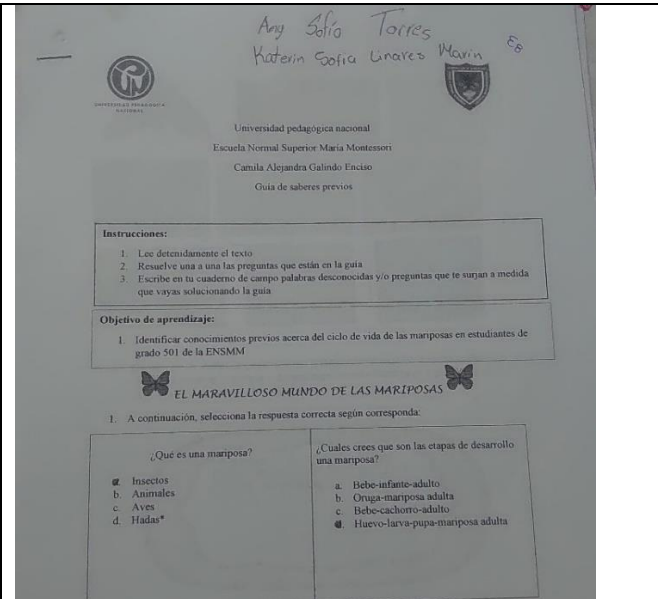 Any Sofia Torres
Katerin Sofia Linares Marin
EB
UNIVERSIDAD PEDAGOGICA
NACIONAL
Universidad pedagógica nacional
Escuela Normal Superior María Montessori
Camila Alejandra Galindo Enciso
Guía de saberes previos
Instrucciones:
1. Lee detenidamente el texto
2. Resuelve una a una las preguntas que están en la guía
3. Escribe en tu cuaderno de campo palabras desconocidas y/o preguntas que te surjan a medida
que vayas solucionando la guía
Objetivo de aprendizaje:
1. Identificar conocimientos previos acerca del ciclo de vida de las mariposas en estudiantes de
grado 501 de la ENSMM
EL MARAVILLOSO MUNDO DE LAS MARIPOSAS
1. A continuación, selecciona la respuesta correcta según corresponda:
¿Qué es una mariposa?
a. Insectos
b. Animales
c. Aves
d. Hadas*
¿Cuales crees que son las etapas de desarrollo
una mariposa?
a. Bebe-infante-adulto
b. Oruga-mariposa adulta
c. Bebe-cachorro-adulto
d. Huevo-larva-pupa-mariposa adulta